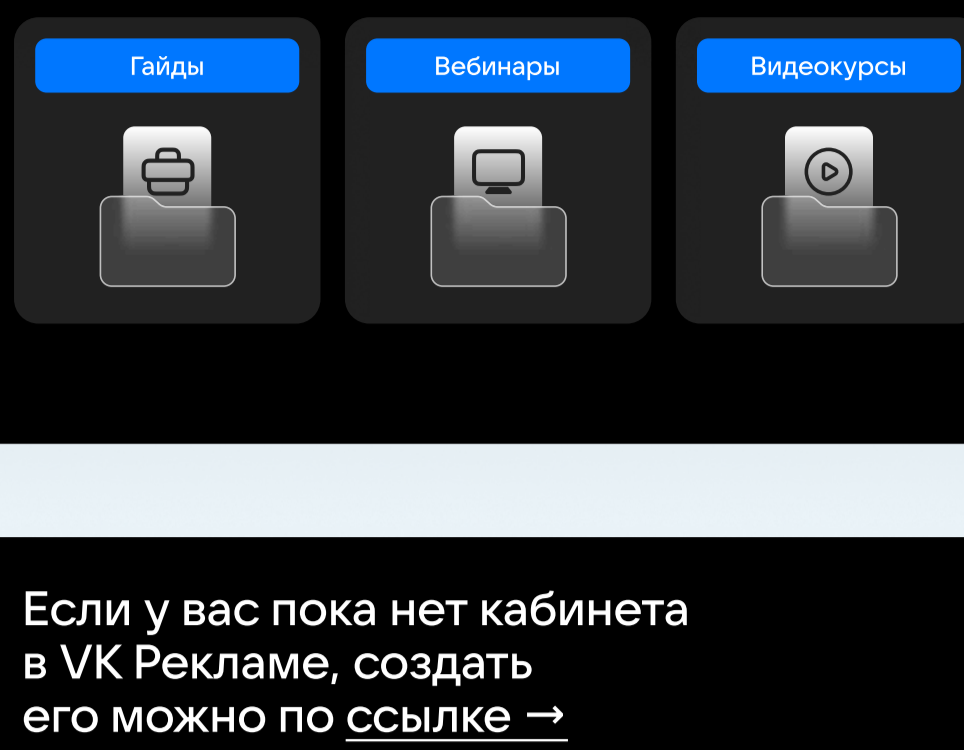 Гайды
Вебинары
Видеокурсы
Если у вас пока нет кабинета
в VK Рекламе, создать
его можно по ссылке →